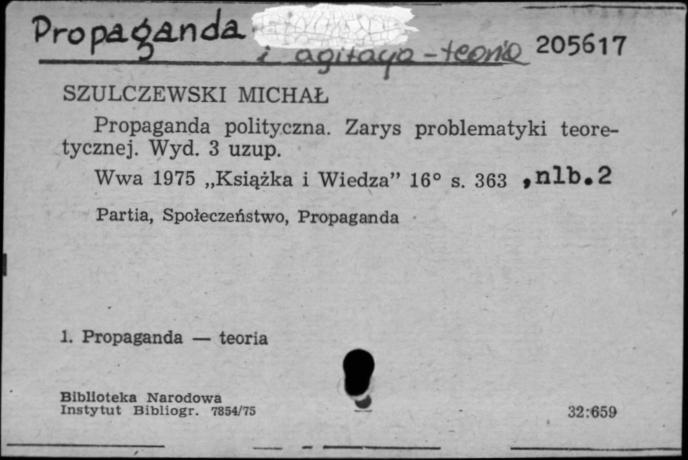 Propaganda
i agitacja - teoria 205617
SZULCZEWSKI MICHAŁ
Propaganda polityczna. Zarys problematyki teore-
tycznej. Wyd. 3 uzup.
Wwa 1975 „Książka i Wiedza” 16° s. 363 , nlb. 2
Partia, Społeczeństwo, Propaganda
1. Propaganda — teoria
Biblioteka Narodowa
Instytut Bibliogr. 7854/75 32:659